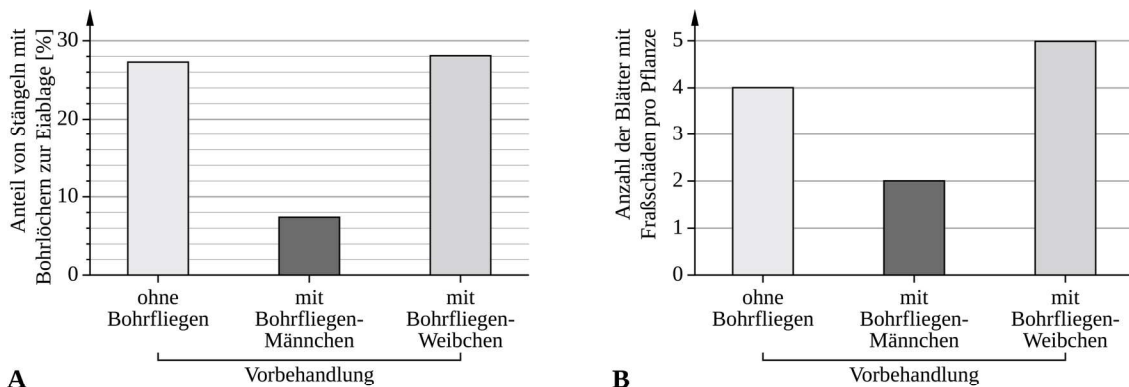 Anteil von Stängeln mit
Bohrlöchern zur Eiablage [%]
30
20
10
0
ohne
Bohrfliegen
mit
Bohrfliegen-
Männchen
mit
Bohrfliegen-
Weibchen
Vorbehandlung
A
Anzahl der Blätter mit
Fraßschäden pro Pflanze
5
4
3
2
1
0
ohne
Bohrfliegen
mit
Bohrfliegen-
Männchen
mit
Bohrfliegen-
Weibchen
Vorbehandlung
B